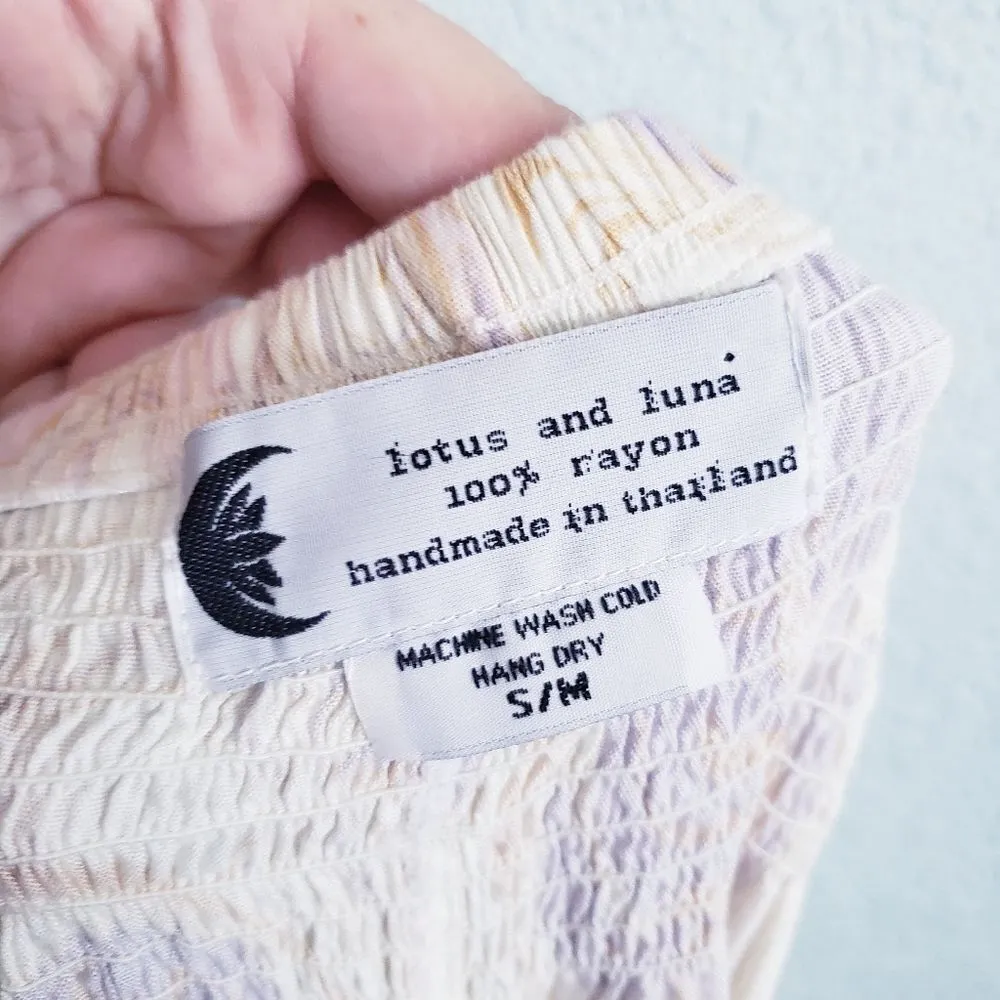 lotus and luna
100% rayon
handmade in thailand
MACHINE WASH COLD
HANG DRY
S/M